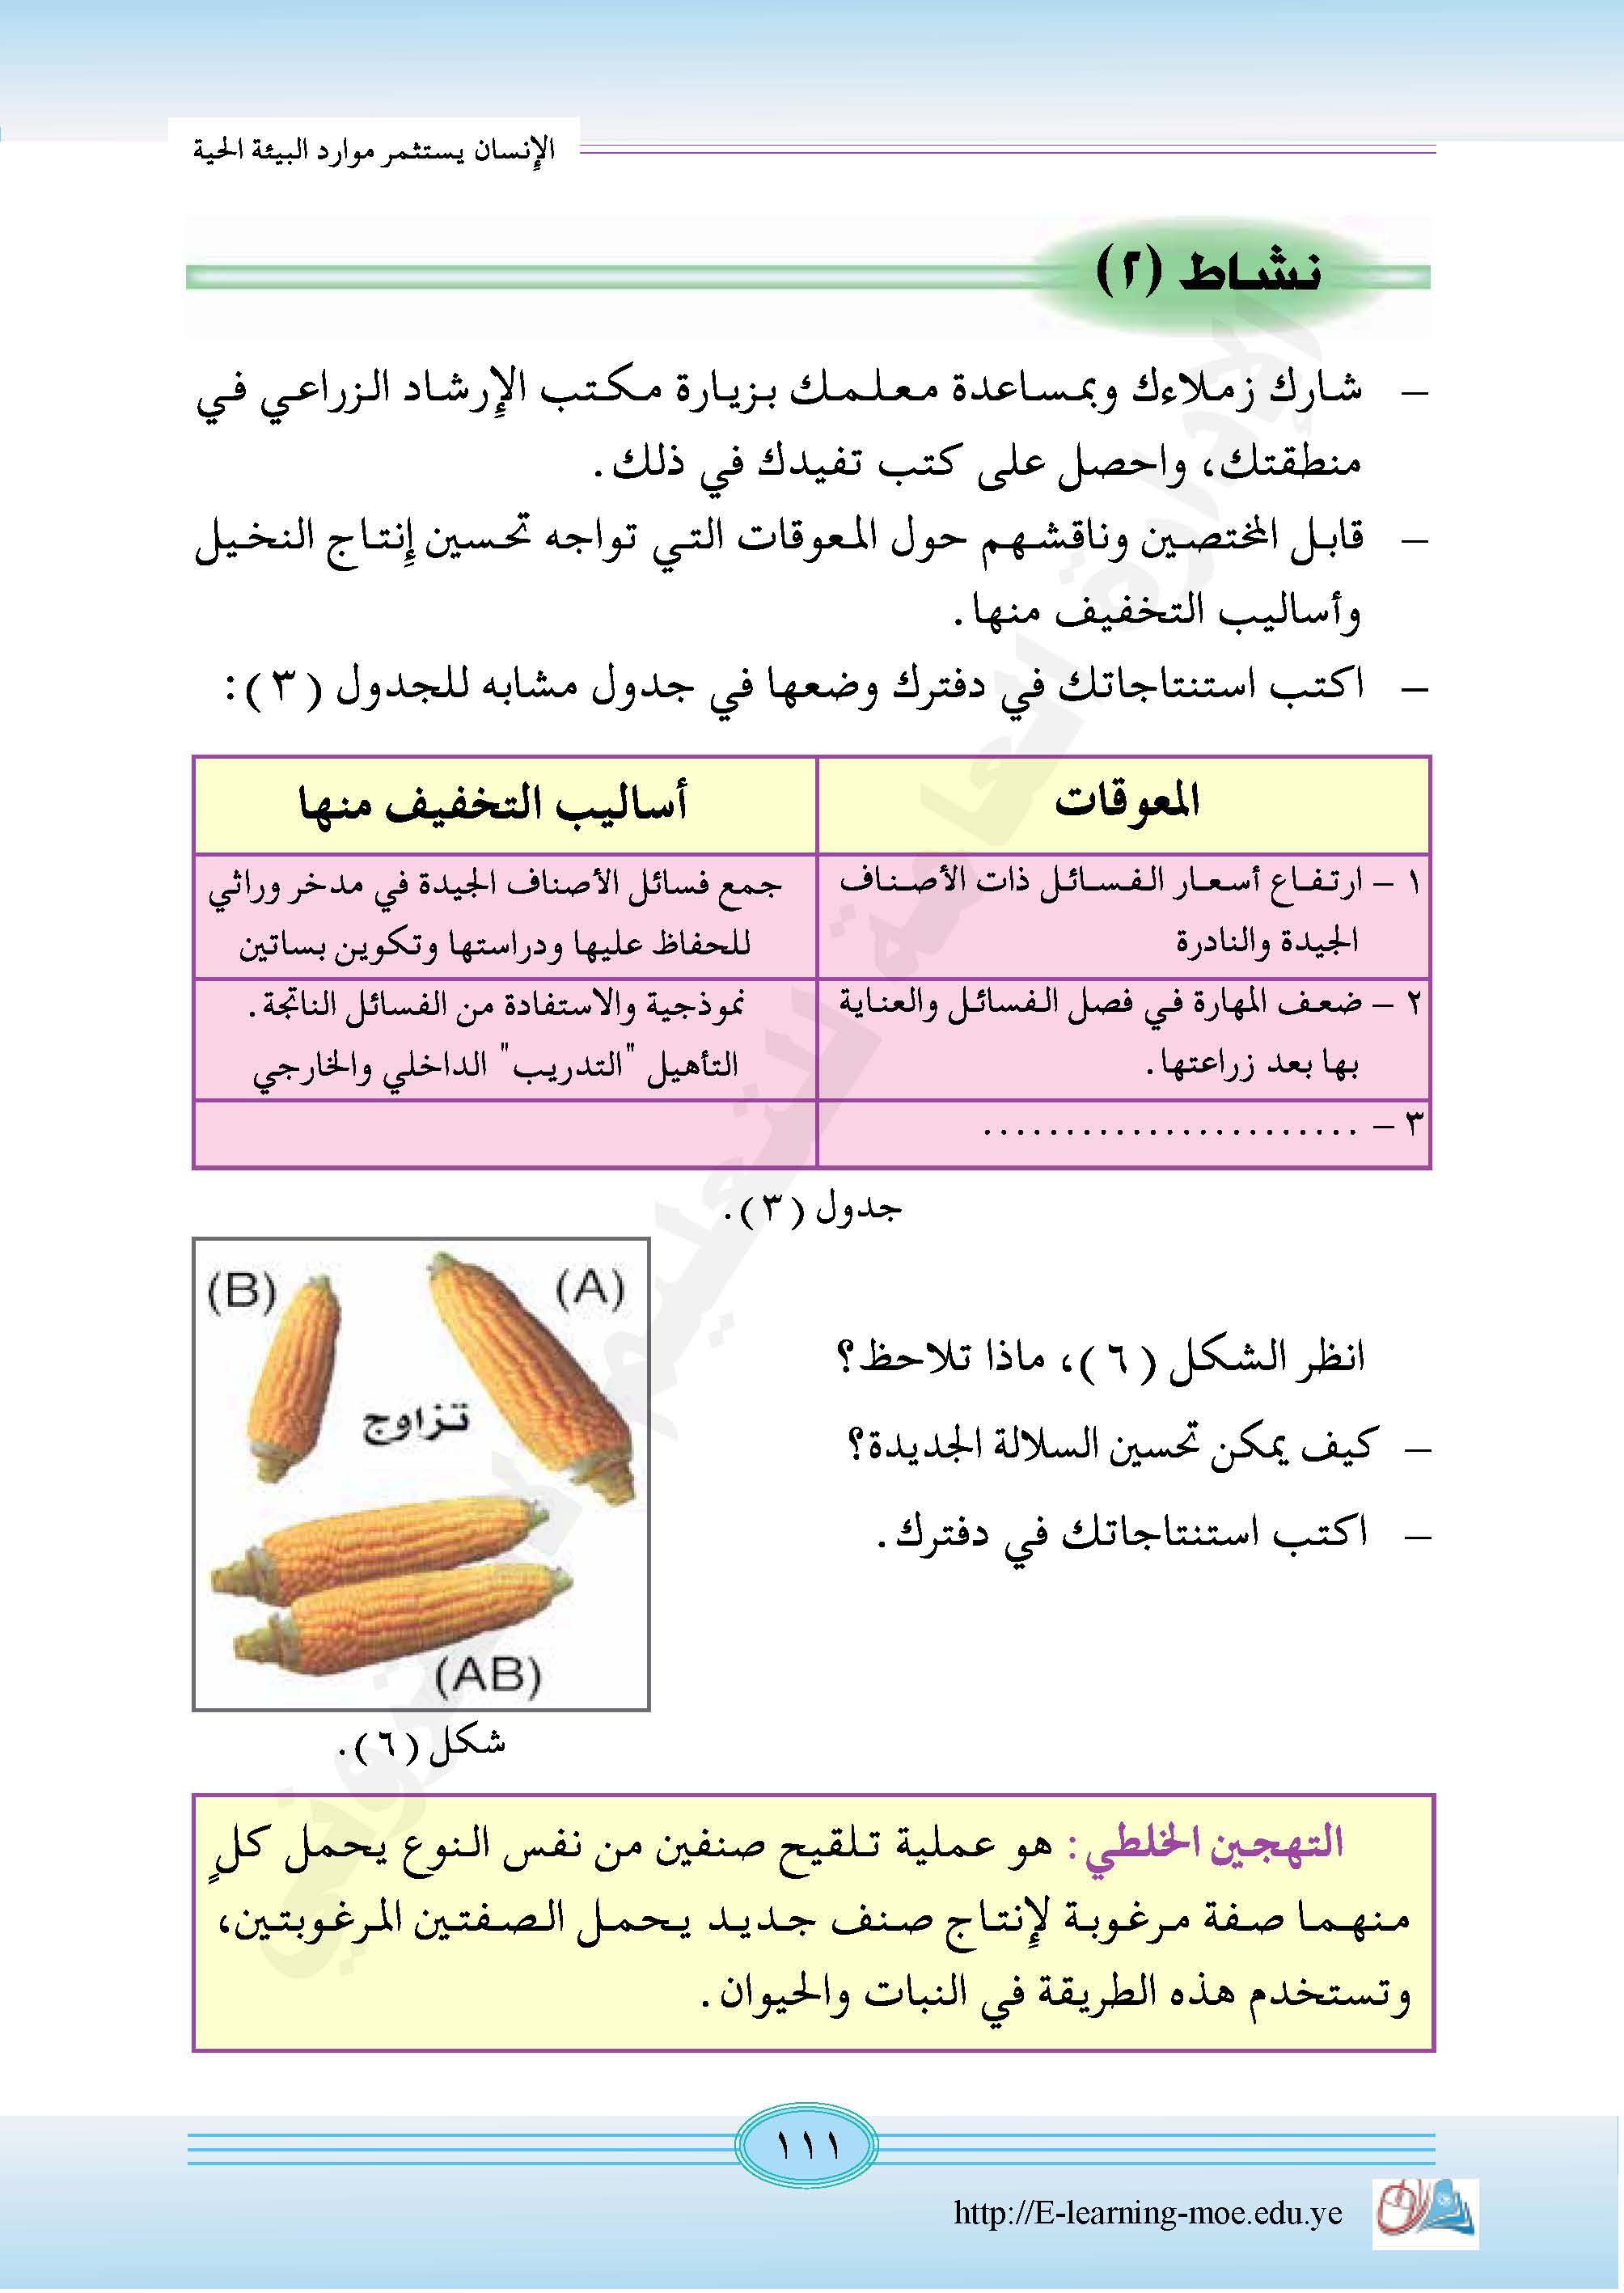 الإنسان يستثمر موارد البيئة الحية
نشاط (٢)
– شارك زملاءك وبمساعدة معلمك بزيارة مكتب الإرشاد الزراعي في
منطقتك، واحصل على كتب تفيدك في ذلك.
– قابل المختصين وناقشهم حول المعوقات التي تواجه تحسين إنتاج النخيل
وأساليب التخفيف منها.
– اكتب استنتاجاتك في دفترك وضعها في جدول مشابه للجدول (٣):
المعوقات
أساليب التخفيف منها
١ – ارتفاع أسعار الفسائل ذات الأصناف
الجيدة والنادرة
جمع فسائل الأصناف الجيدة في مدخر وراثي
للحفاظ عليها ودراستها وتكوين بساتين
٢ – ضعف المهارة في فصل الفسائل والعناية
بها بعد زراعتها.
نموذجية والاستفادة من الفسائل الناتجة.
التأهيل "التدريب" الداخلي والخارجي
٣ – .......................
جدول (٣).
انظر الشكل (٦)، ماذا تلاحظ؟
– كيف يمكن تحسين السلالة الجديدة؟
– اكتب استنتاجاتك في دفترك.
(A)
(B)
تزاوج
(AB)
شكل (٦).
التهجين الخلطي: هو عملية تلقيح صنفين من نفس النوع يحمل كلٍ
منهما صفة مرغوبة لإنتاج صنف جديد يحمل الصفتين المرغوبتين،
وتستخدم هذه الطريقة في النبات والحيوان.
١١١
http://E-learning-moe.edu.ye
الإدارة العامة للتعليم الالكتروني